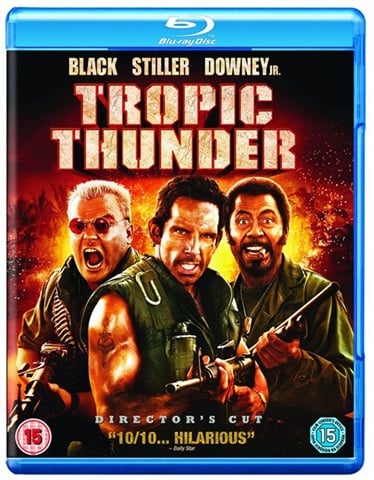 Blu-ray Disc
BLACK STILLER DOWNEY JR.
TROPIC
THUNDER
DIRECTOR'S CUT
15
"10/10... HILARIOUS"
– Daily Star
15